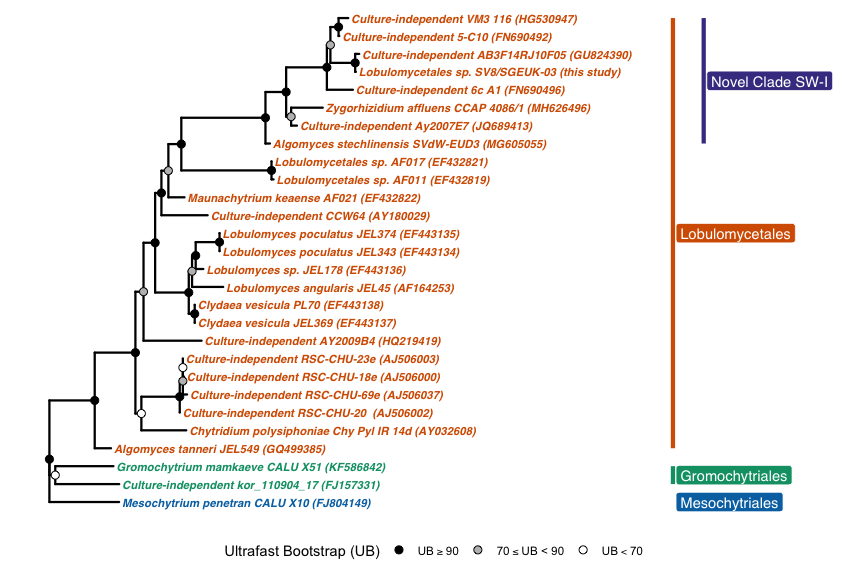 Culture-independent VM3 116 (HG530947)
Culture-independent 5-C10 (FN690492)
Culture-independent AB3F14RJ10F05 (GU824390)
Lobulomycetales sp. SV8/SGEUK-03 (this study)
Novel Clade SW-I
Culture-independent 6c A1 (FN690496)
Zygorhizidium affluens CCAP 4086/1 (MH626496)
Culture-independent Ay2007E7 (JQ689413)
Algomyces stechlinensis SVdW-EUD3 (MG605055)
Lobulomycetales sp. AF017 (EF432821)
Lobulomycetales sp. AF011 (EF432819)
Maunachytrium keaense AF021 (EF432822)
Culture-independent CCW64 (AY180029)
Lobulomyces poculatus JEL374 (EF443135)
Lobulomycetales
Lobulomyces poculatus JEL343 (EF443134)
Lobulomyces sp. JEL178 (EF443136)
Lobulomyces angularis JEL45 (AF164253)
Clydaea vesicula PL70 (EF443138)
Clydaea vesicula JEL369 (EF443137)
Culture-independent AY2009B4 (HQ219419)
Culture-independent RSC-CHU-23e (AJ506003)
Culture-independent RSC-CHU-18e (AJ506000)
Culture-independent RSC-CHU-69e (AJ506037)
Culture-independent RSC-CHU-20 (AJ506002)
Chytridium polysiphoniae Chy Pyl IR 14d (AY032608)
Algomyces tanneri JEL549 (GQ499385)
Gromochytrium mamkaeve CALU X51 (KF586842)
Gromochytriales
Culture-independent kor_110904_17 (FJ157331)
Mesochytrium penetran CALU X10 (FJ804149)
Mesochytriales
Ultrafast Bootstrap (UB) UB ≥ 90 70 ≤ UB < 90 UB < 70